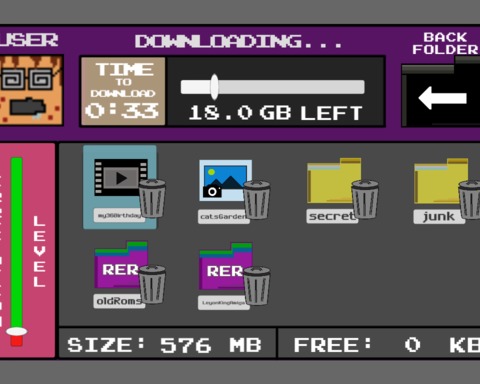 USER
DOWNLOADING...
BACK
FOLDER
TIME
TO
DOWNLOAD
0:33
18.0 GB LEFT
my36Birthday
catsGarden
secret
junk
LEVEL
RER
RER
oldRoms
SIZE: 576 MB
FREE: 0 KB